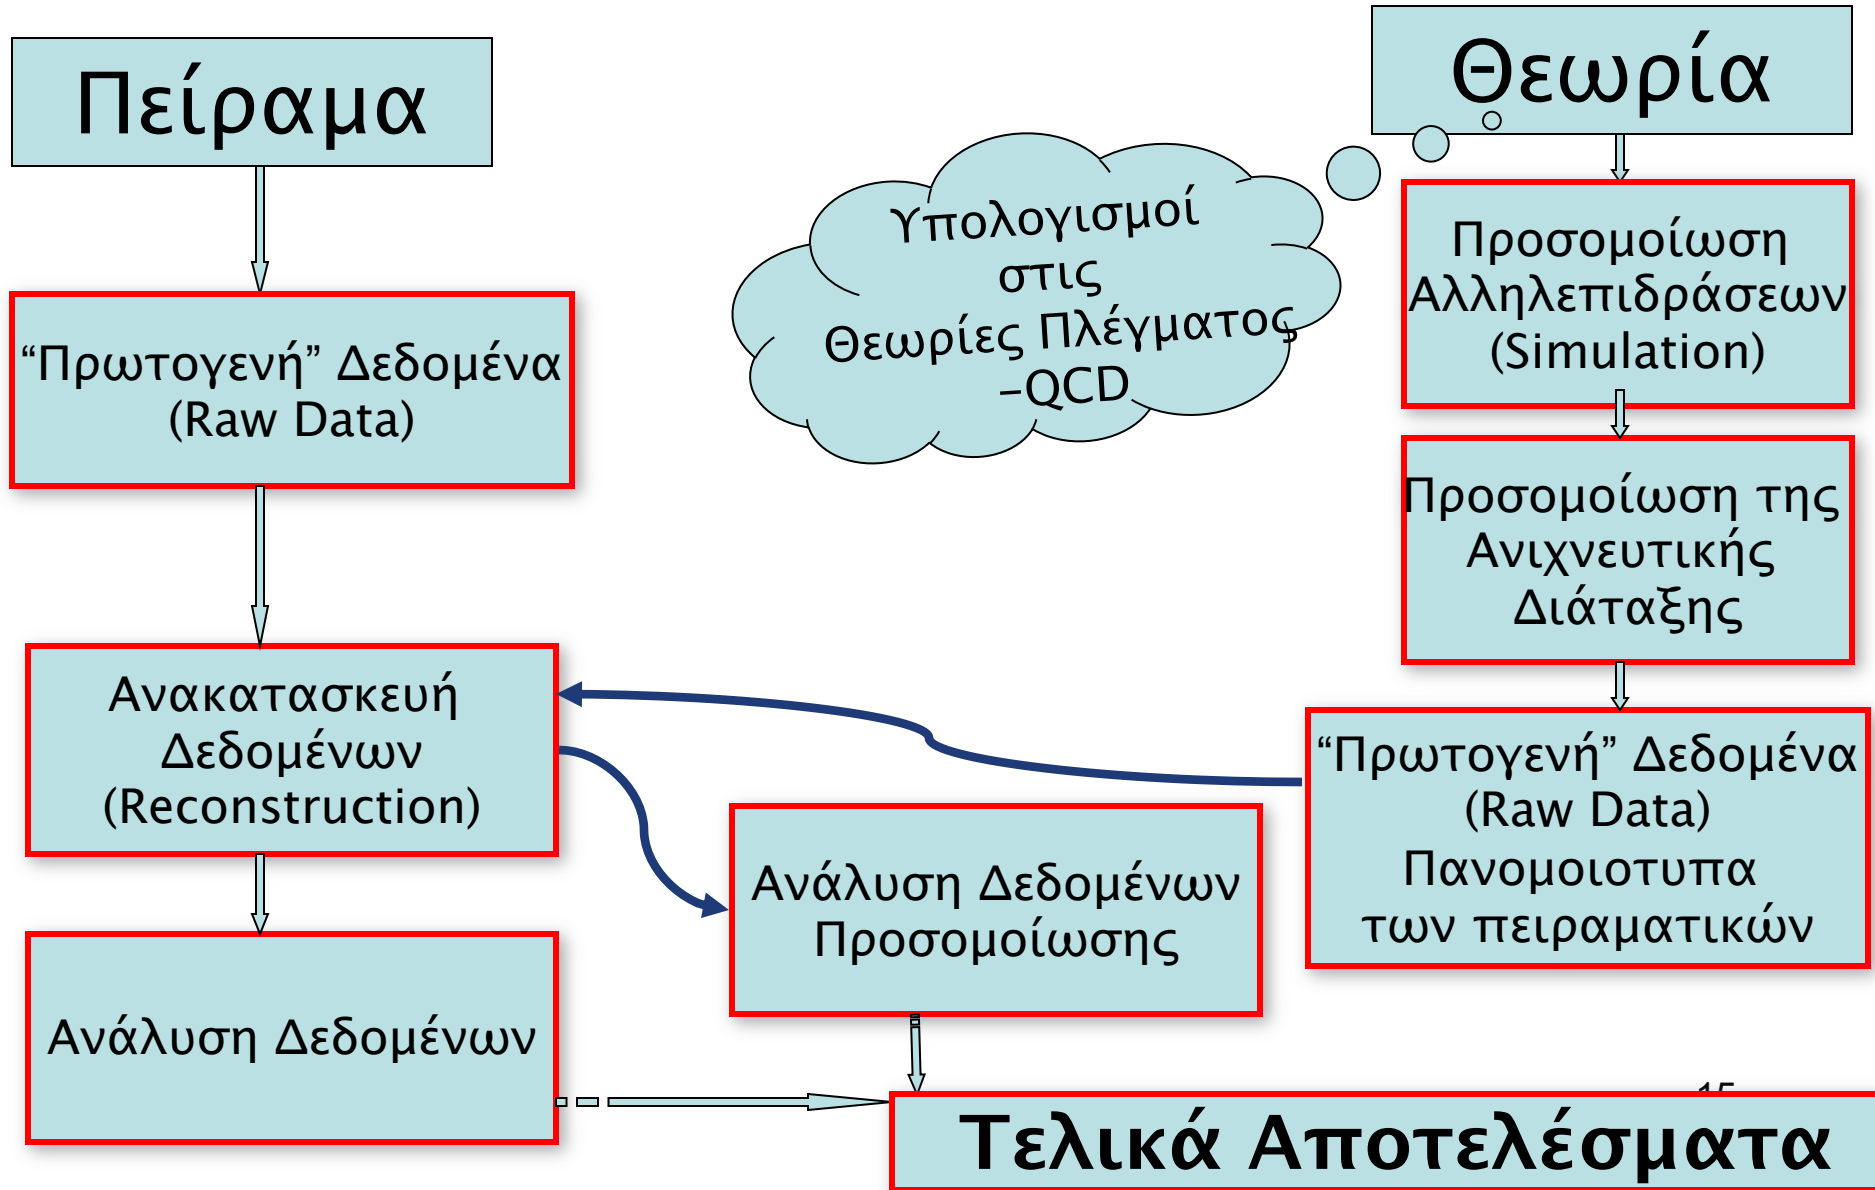 Πείραμα
“Πρωτογενή” Δεδομένα
(Raw Data)
Ανακατασκευή
Δεδομένων
(Reconstruction)
Ανάλυση Δεδομένων
Υπολογισμοί
στις
Θεωρίες Πλέγματος
–QCD
Ανάλυση Δεδομένων
Προσομοίωσης
Θεωρία
Προσομοίωση
Αλληλεπιδράσεων
(Simulation)
Προσομοίωση της
Ανιχνευτικής
Διάταξης
“Πρωτογενή” Δεδομένα
(Raw Data)
Πανομοιοτυπα
των πειραματικών
15
Τελικά Αποτελέσματα